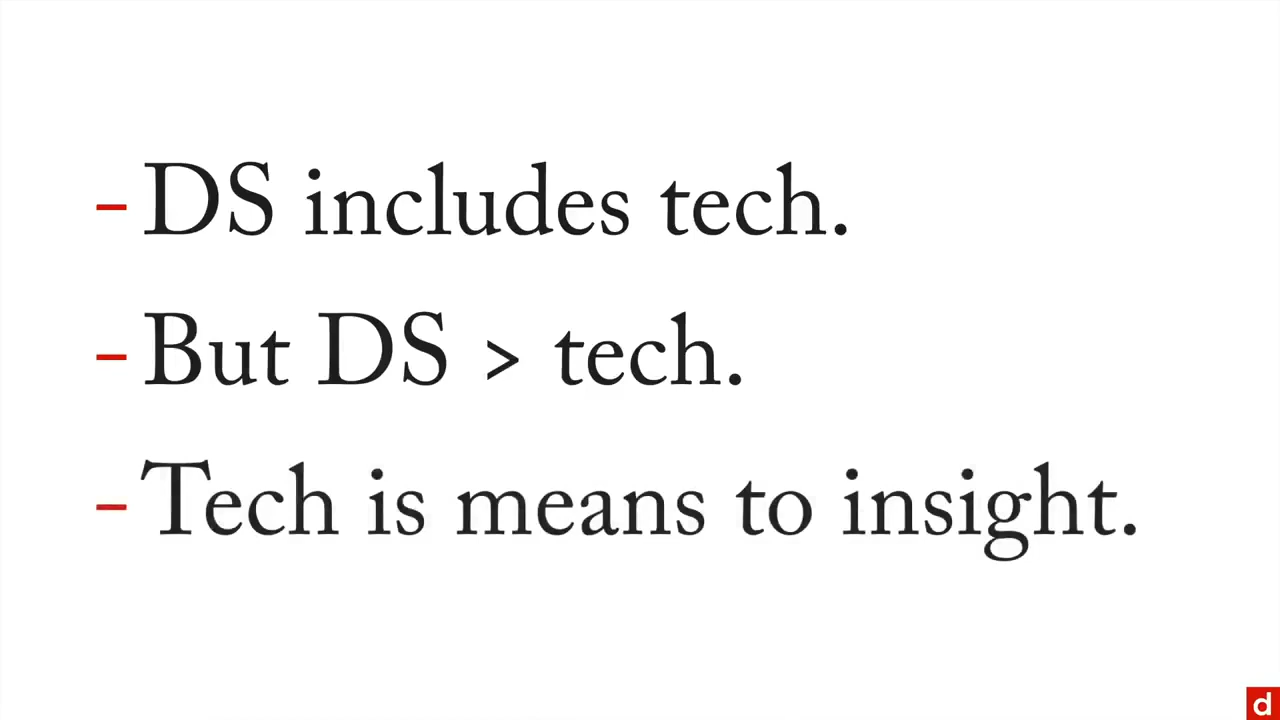 – DS includes tech.
– But DS > tech.
– Tech is means to insight.
d